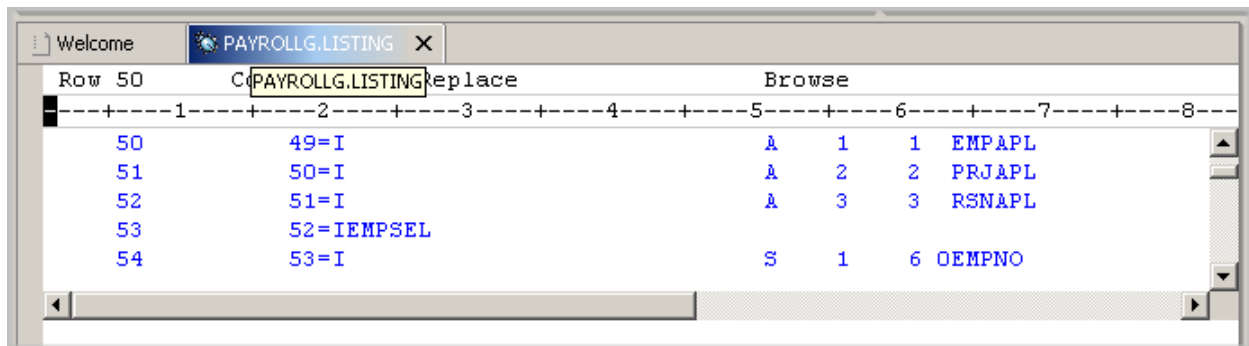 Welcome PAYROLLG.LISTING X
Row 50 Replace Browse
PAYROLLG.LISTING
----+----1----+----2----+----3----+----4----+----5----+----6----+----7----+----8---
50 49=I A 1 1 EMPAPL
51 50=I A 2 2 PRJAPL
52 51=I A 3 3 RSNAPL
53 52=IEMPSEL
54 53=I S 1 6 OEMPNO